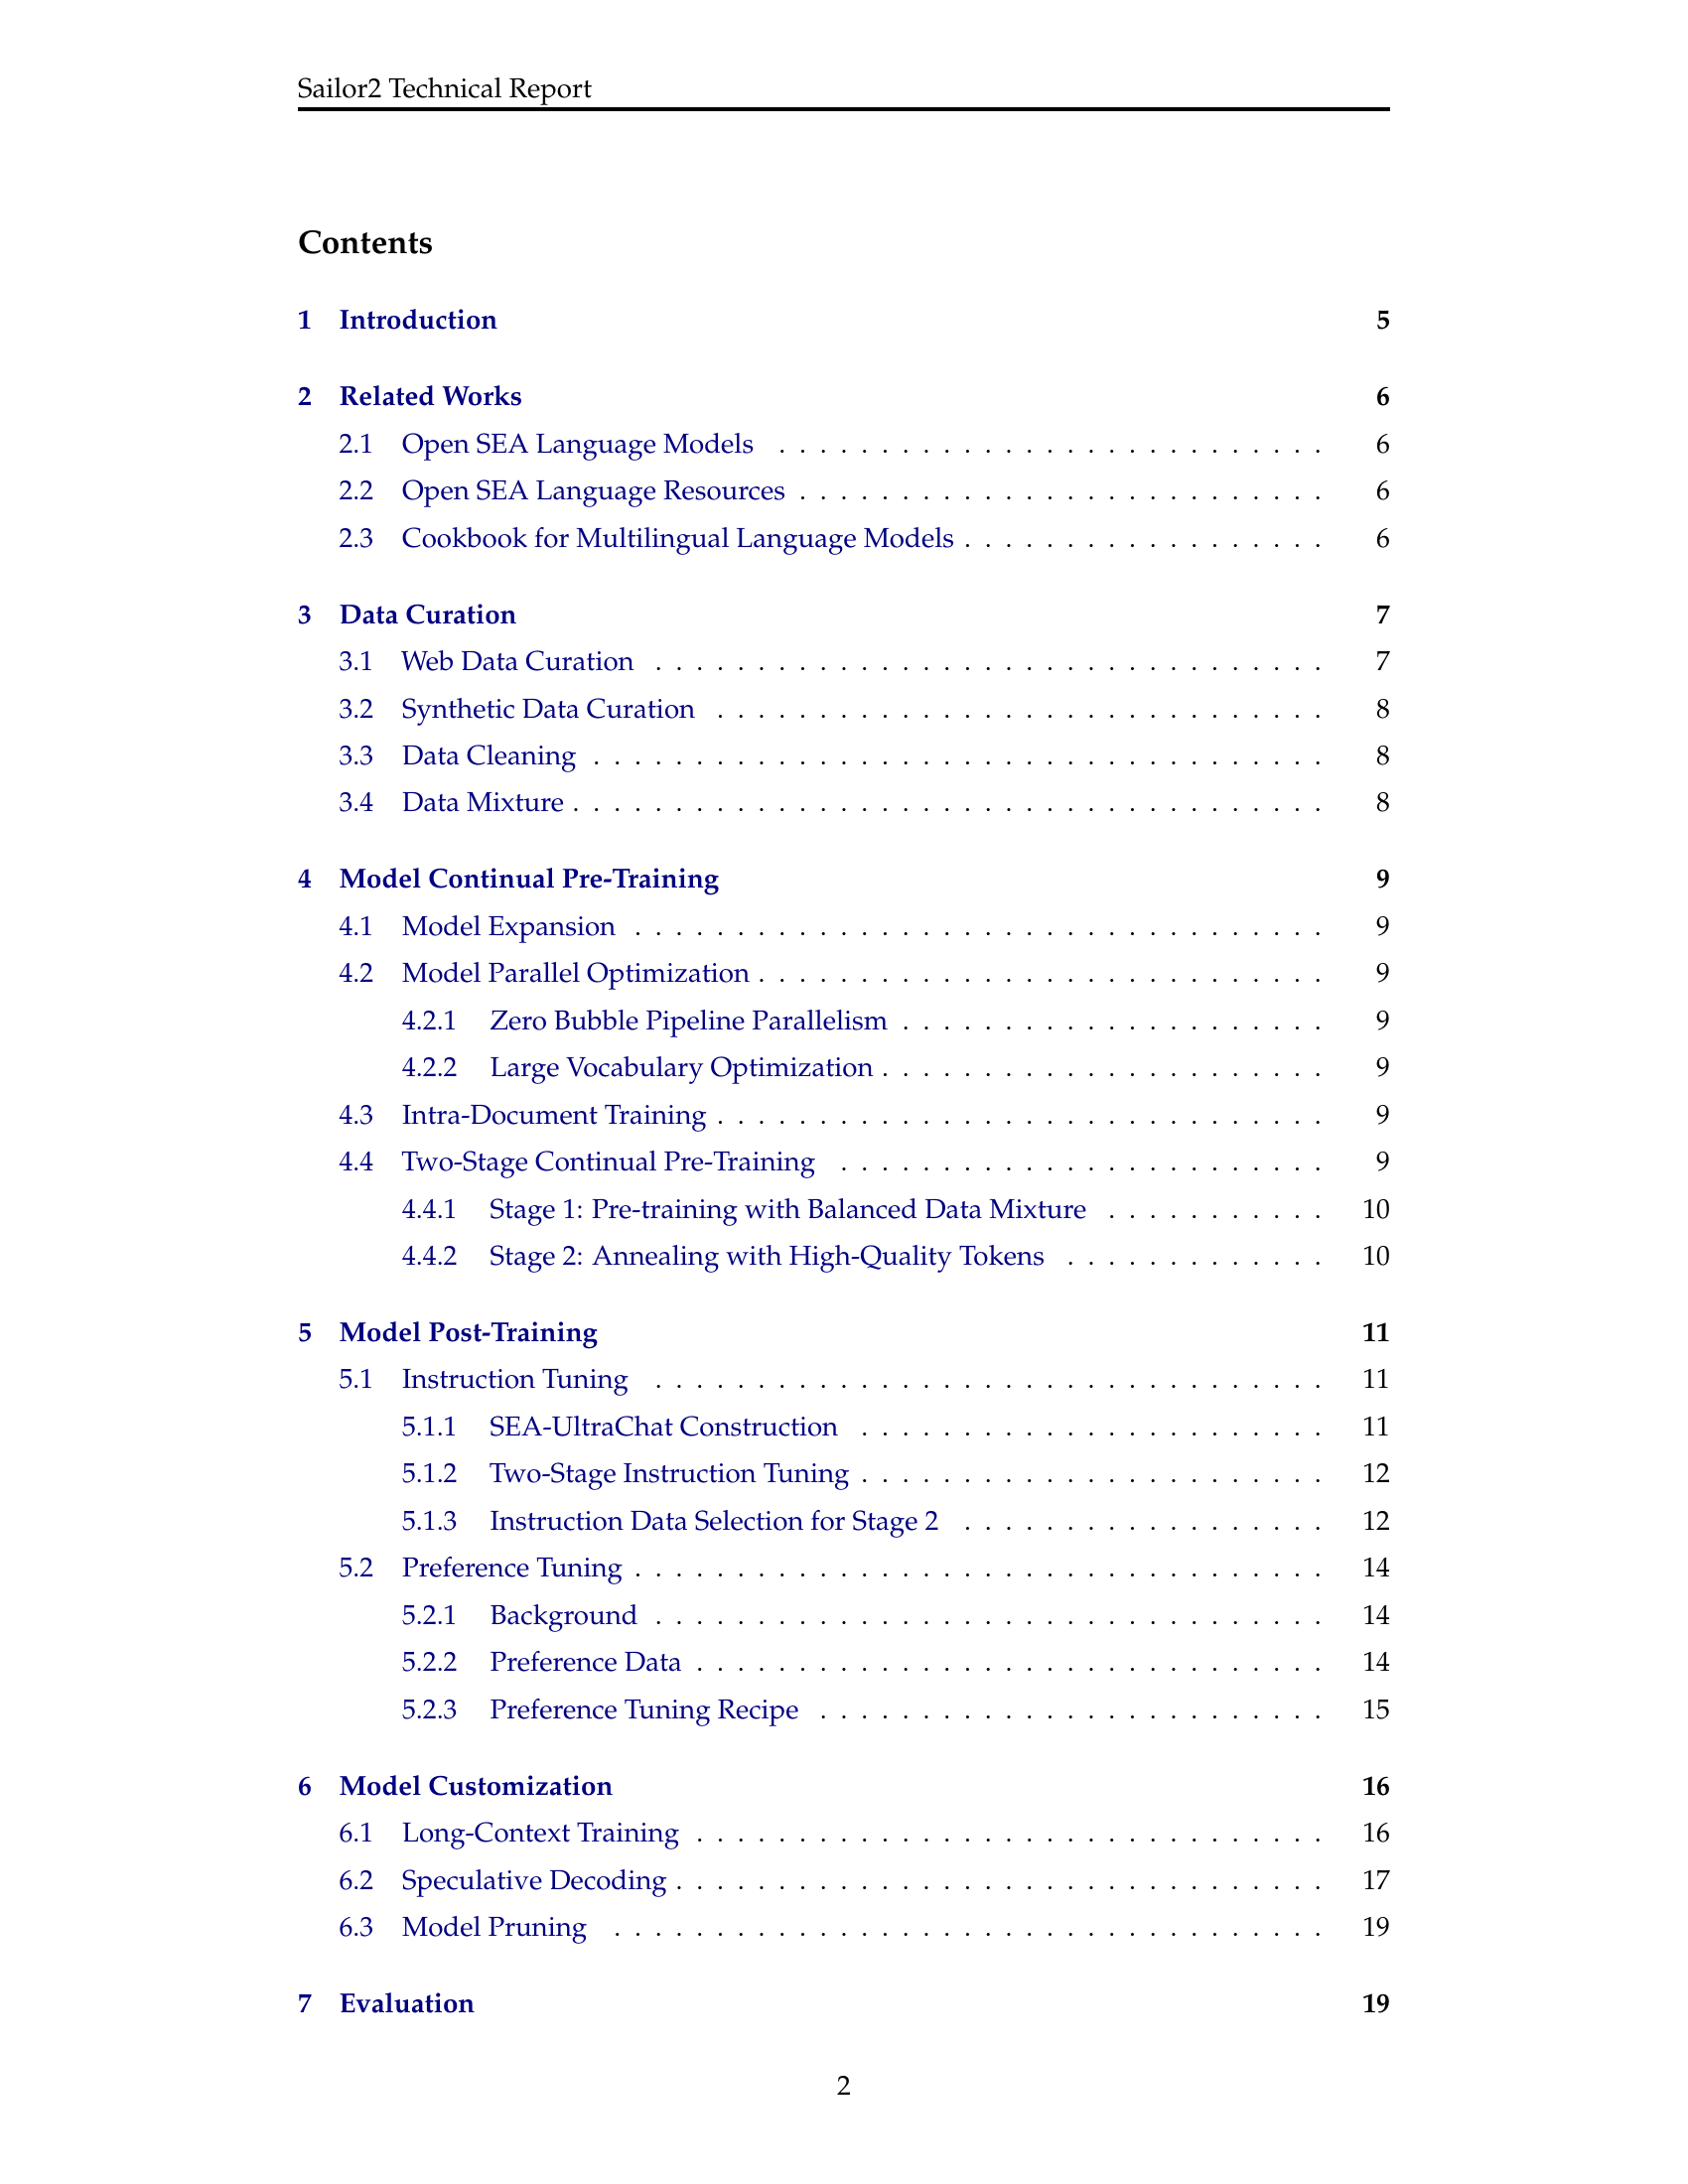 Sailor2 Technical Report
Contents
1 Introduction 5
2 Related Works 6
2.1 Open SEA Language Models . . . . . . . . . . . . . . . . . . . . . . . . . . . 6
2.2 Open SEA Language Resources . . . . . . . . . . . . . . . . . . . . . . . . . . 6
2.3 Cookbook for Multilingual Language Models . . . . . . . . . . . . . . . . . . 6
3 Data Curation 7
3.1 Web Data Curation . . . . . . . . . . . . . . . . . . . . . . . . . . . . . . . . . 7
3.2 Synthetic Data Curation . . . . . . . . . . . . . . . . . . . . . . . . . . . . . . 8
3.3 Data Cleaning . . . . . . . . . . . . . . . . . . . . . . . . . . . . . . . . . . . . 8
3.4 Data Mixture . . . . . . . . . . . . . . . . . . . . . . . . . . . . . . . . . . . . . 8
4 Model Continual Pre-Training 9
4.1 Model Expansion . . . . . . . . . . . . . . . . . . . . . . . . . . . . . . . . . . 9
4.2 Model Parallel Optimization . . . . . . . . . . . . . . . . . . . . . . . . . . . . 9
4.2.1 Zero Bubble Pipeline Parallelism . . . . . . . . . . . . . . . . . . . . . 9
4.2.2 Large Vocabulary Optimization . . . . . . . . . . . . . . . . . . . . . . 9
4.3 Intra-Document Training . . . . . . . . . . . . . . . . . . . . . . . . . . . . . . 9
4.4 Two-Stage Continual Pre-Training . . . . . . . . . . . . . . . . . . . . . . . . 9
4.4.1 Stage 1: Pre-training with Balanced Data Mixture . . . . . . . . . . . 10
4.4.2 Stage 2: Annealing with High-Quality Tokens . . . . . . . . . . . . . 10
5 Model Post-Training 11
5.1 Instruction Tuning . . . . . . . . . . . . . . . . . . . . . . . . . . . . . . . . . 11
5.1.1 SEA-UltraChat Construction . . . . . . . . . . . . . . . . . . . . . . . 11
5.1.2 Two-Stage Instruction Tuning . . . . . . . . . . . . . . . . . . . . . . . 12
5.1.3 Instruction Data Selection for Stage 2 . . . . . . . . . . . . . . . . . . 12
5.2 Preference Tuning . . . . . . . . . . . . . . . . . . . . . . . . . . . . . . . . . . 14
5.2.1 Background . . . . . . . . . . . . . . . . . . . . . . . . . . . . . . . . . 14
5.2.2 Preference Data . . . . . . . . . . . . . . . . . . . . . . . . . . . . . . . 14
5.2.3 Preference Tuning Recipe . . . . . . . . . . . . . . . . . . . . . . . . . 15
6 Model Customization 16
6.1 Long-Context Training . . . . . . . . . . . . . . . . . . . . . . . . . . . . . . . 16
6.2 Speculative Decoding . . . . . . . . . . . . . . . . . . . . . . . . . . . . . . . . 17
6.3 Model Pruning . . . . . . . . . . . . . . . . . . . . . . . . . . . . . . . . . . . 19
7 Evaluation 19
2